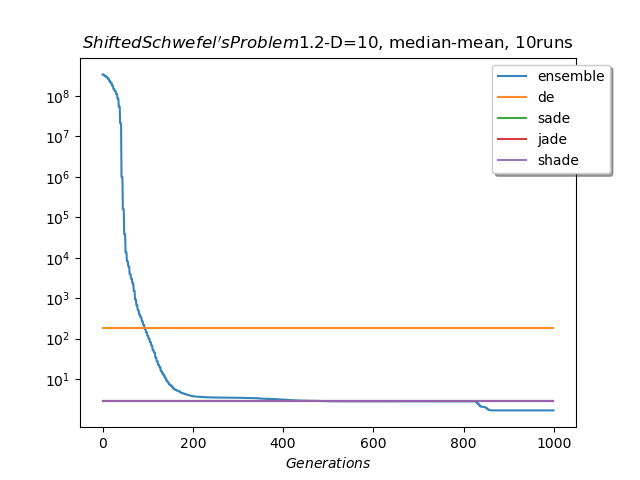 ShiftedSchwefel'sProblem1.2-D=10, median-mean, 10runs
ensemble
de
sade
jade
shade
10^8
10^7
10^6
10^5
10^4
10^3
10^2
10^1
0 200 400 600 800 1000
Generations